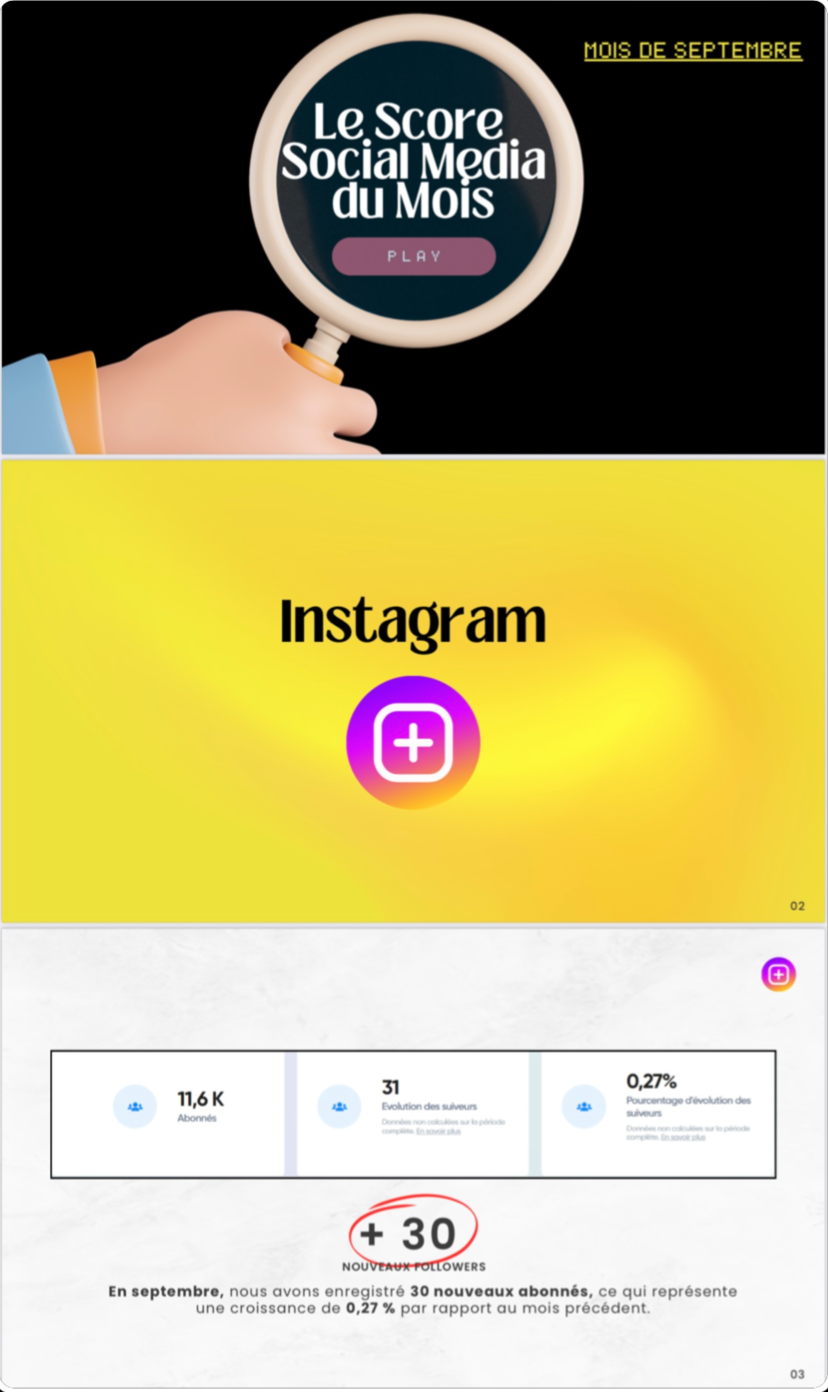 MOIS DE SEPTEMBRE
Le Score
Social Media
du Mois
PLAY
Instagram
02
11,6 K
Abonnés
31
Evolution des suiveurs
Données non calculées sur la période
complète. En savoir plus
0,27%
Pourcentage d'évolution des
suiveurs
Données non calculées sur la période
complète. En savoir plus
+ 30
NOUVEAUX FOLLOWERS
En septembre, nous avons enregistré 30 nouveaux abonnés, ce qui représente
une croissance de 0,27 % par rapport au mois précédent.
03